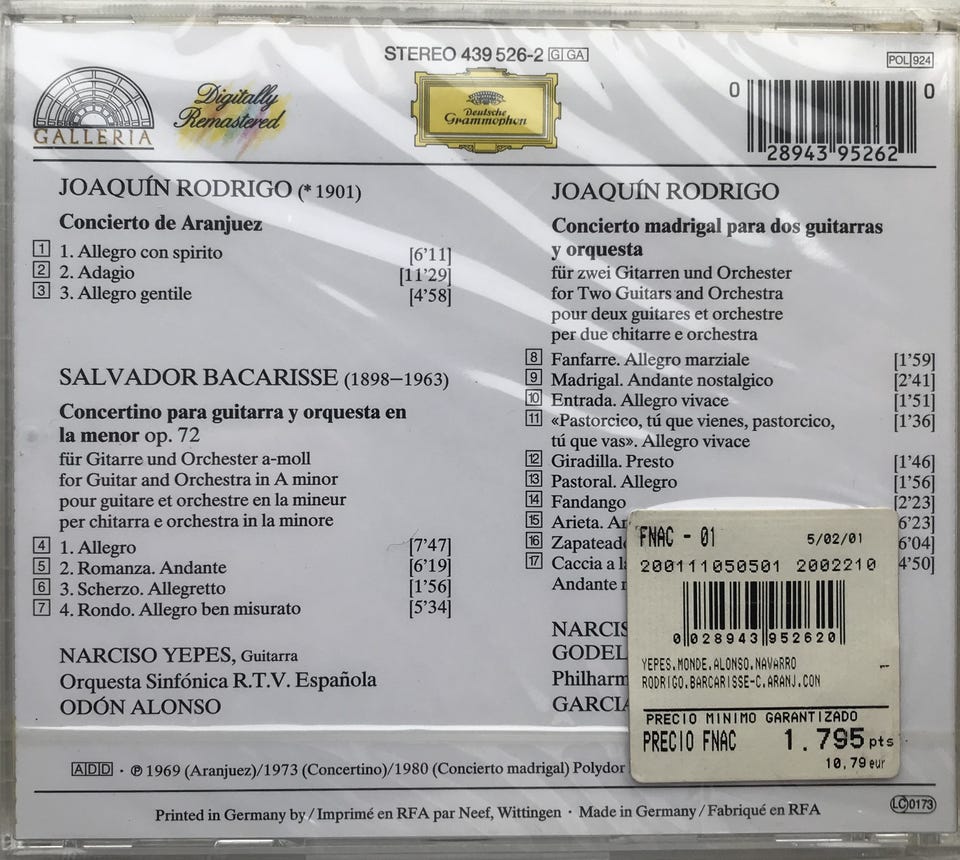 STEREO 439 526-2 G GA
POL 924
GALLERIA
Digitally
Remastered
Deutsche
Grammophon
0 28943 95262 0
JOAQUÍN RODRIGO (* 1901)
Concierto de Aranjuez
1 1. Allegro con spirito [6’11]
2 2. Adagio [11’29]
3 3. Allegro gentile [4’58]
SALVADOR BACARISSE (1898–1963)
Concertino para guitarra y orquesta en
la menor op. 72
für Gitarre und Orchester a-moll
for Guitar and Orchestra in A minor
pour guitare et orchestre en la mineur
per chitarra e orchestra in la minore
4 1. Allegro [7’47]
5 2. Romanza. Andante [6’19]
6 3. Scherzo. Allegretto [1’56]
7 4. Rondo. Allegro ben misurato [5’34]
NARCISO YEPES, Guitarra
Orquesta Sinfónica R.T.V. Española
ODÓN ALONSO
JOAQUÍN RODRIGO
Concierto madrigal para dos guitarras
y orquesta
für zwei Gitarren und Orchester
for Two Guitars and Orchestra
pour deux guitares et orchestre
per due chitarre e orchestra
8 Fanfarre. Allegro marziale [1’59]
9 Madrigal. Andante nostalgico [2’41]
10 Entrada. Allegro vivace [1’51]
11 «Pastorcico, tú que vienes, pastorcico, [1’36]
tú que vas». Allegro vivace
12 Giradilla. Presto [1’46]
13 Pastoral. Allegro [1’56]
14 Fandango [2’23]
15 Arieta. 6’23]
16 Zapatead 6’04]
17 Caccia a 4’50]
Andante
NARCIS
GODEL
Philharm
GARCIA
FNAC - 01 5/02/01
200111050501 2002210
0 028943 952620
YEPES.MONDE.ALONSO.NAVARRO
RODRIGO.BARCARISSE-C.ARANJ.CON
PRECIO MINIMO GARANTIZADO
PRECIO FNAC 1.795 pts
10,79 eur
ADD · ℗ 1969 (Aranjuez)/1973 (Concertino)/1980 (Concierto madrigal) Polydor
Printed in Germany by / Imprimé en RFA par Neef, Wittingen · Made in Germany / Fabriqué en RFA
LC 0173